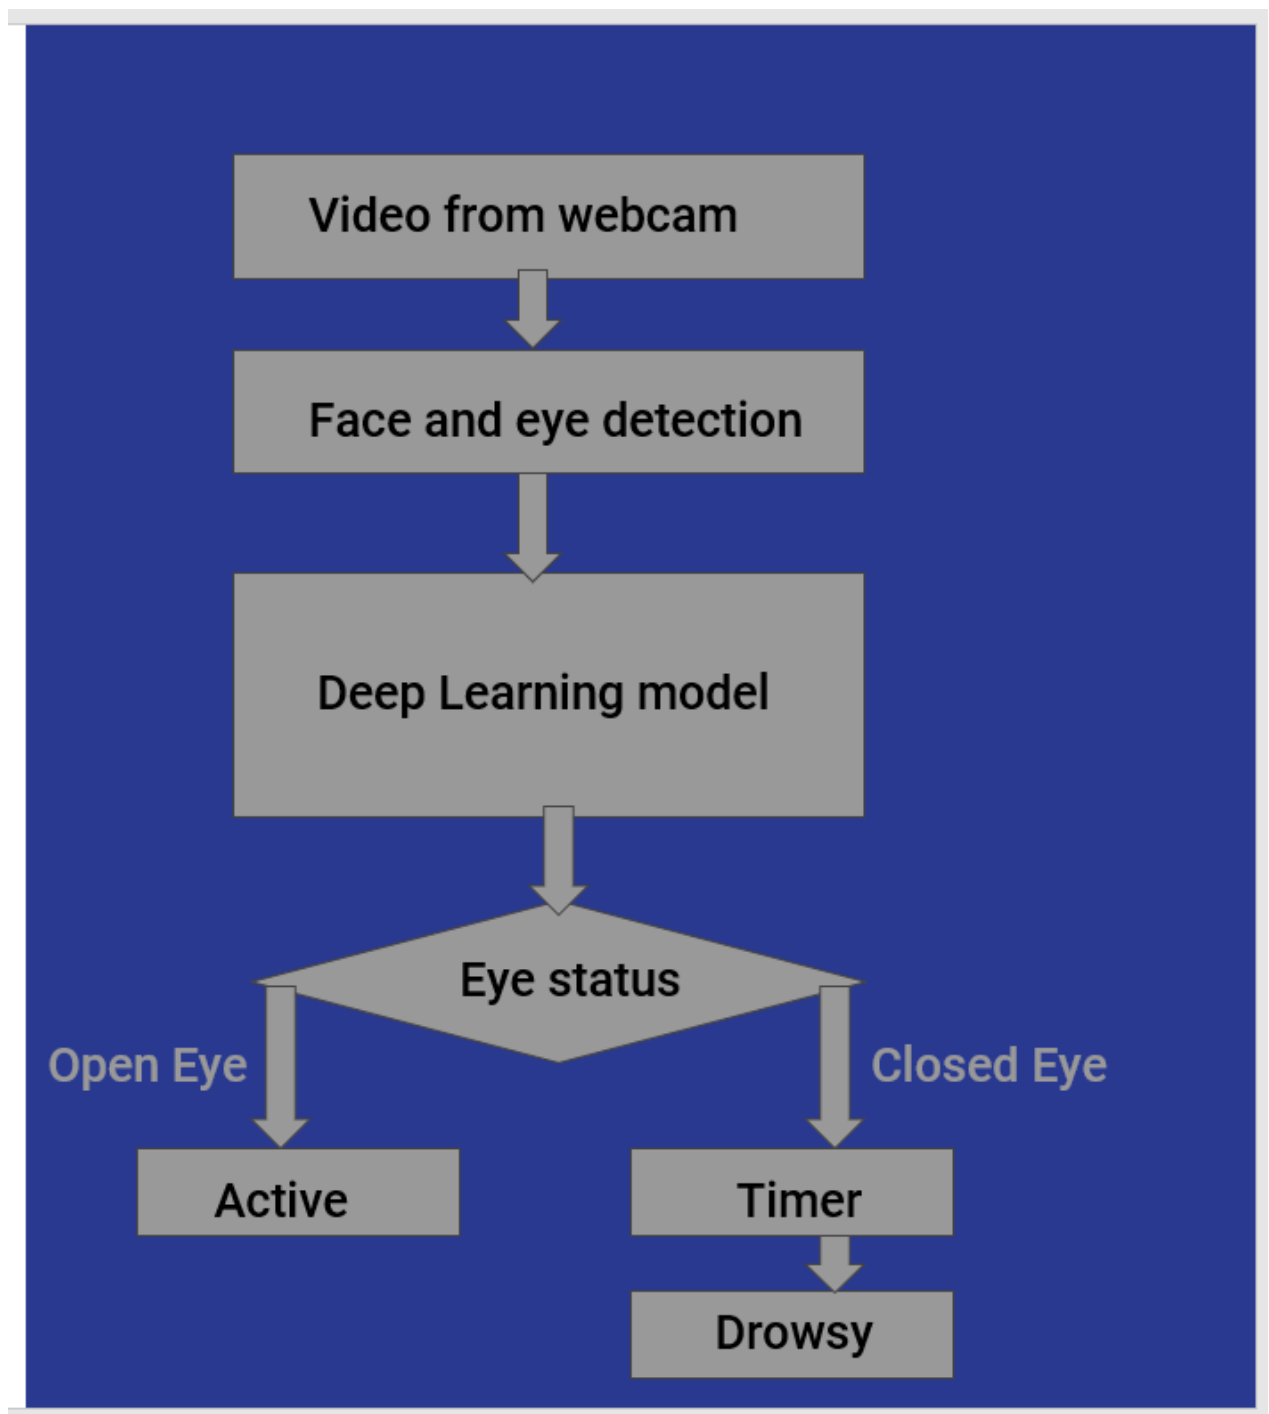 Video from webcam
Face and eye detection
Deep Learning model
Eye status
Open Eye
Closed Eye
Active
Timer
Drowsy